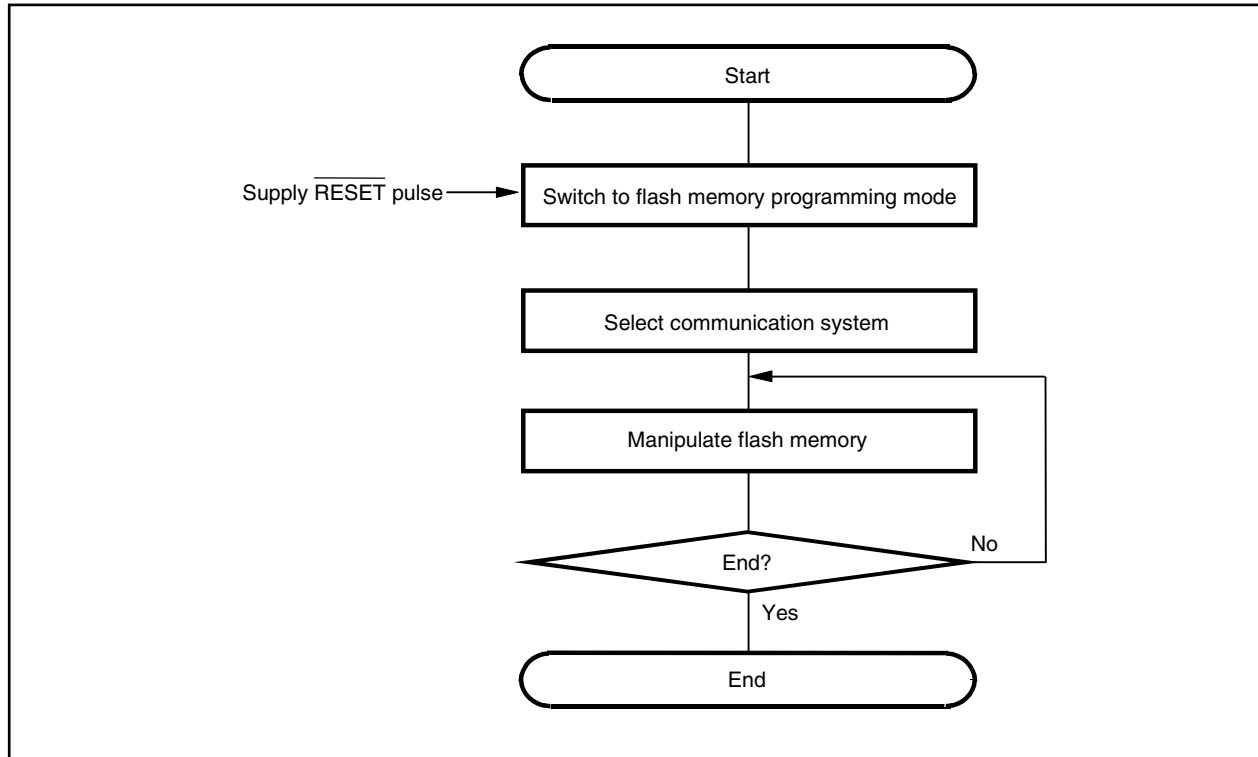 Start
Supply RESET pulse
Switch to flash memory programming mode
Select communication system
Manipulate flash memory
End?
No
Yes
End